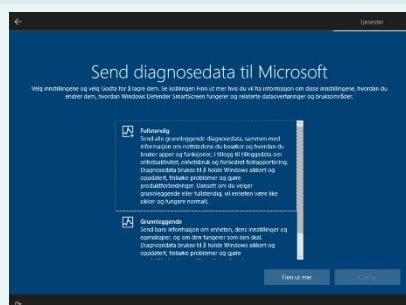 tjenester
Send diagnosedata til Microsoft
Velg innstillingene og velg Godta for å lagre dem. Se koblingen Finn ut mer hvis du vil ha informasjon om disse innstillingene, hvordan du
endrer dem, hvordan Windows Defender SmartScreen fungerer og relaterte dataoverføringer og bruksområder.
Fullstendig
Send alle grunnleggende diagnosedata, sammen med
informasjon om nettstedene du besøker og hvordan du
bruker apper og funksjoner, i tillegg til tilleggsdata om
enhetsaktivitet, enhetsbruk og forbedret feilrapportering.
Diagnosedata brukes til å holde Windows sikkert og
oppdatert, feilsøke problemer og gjøre
produktforbedringer. Uansett om du velger
grunnleggende eller fullstendig, vil enheten være like
sikker og fungere normalt.
Grunnleggende
Send bare informasjon om enheten, dens innstillinger og
egenskaper, og om den fungerer som den skal.
Diagnosedata brukes til å holde Windows sikkert og
oppdatert, feilsøke problemer og gjøre
Finn ut mer